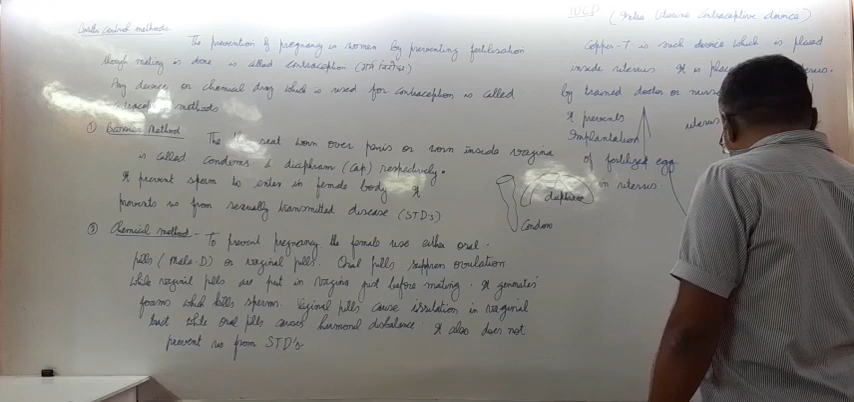 Birth control methods
The prevention of pregnancy in women by preventing fertilisation
though mating is done is called contraception (गर्भ निरोधक)
Any device or chemical drug which is used for contraception is called
contraceptive methods
① Barrier Method The seat worn over penis or worn inside vagina
is called Condoms & diaphram (Cap) respectively.
It prevent sperm to enter in female body It
prevents us from sexually transmitted disease (STD's)
② Chemical method - To prevent pregnancy the female use either oral
pills (Mala-D) or vaginal pills. Oral pills suppress ovulation
while vaginal pills are put in vagina just before mating. It generates
foams which kills sperms. Vaginal pills cause irritation in vaginal
tract while oral pills causes harmonal disbalance. It also does not
prevent us from STD's
diaphram
Condom
IUCD (Intra Uterine Contraceptive device)
Copper-T is such device which is placed
inside uterus It is
by trained doctor or nurse
It prevents
uterus
Implantation
of fertilized egg
in uterus.